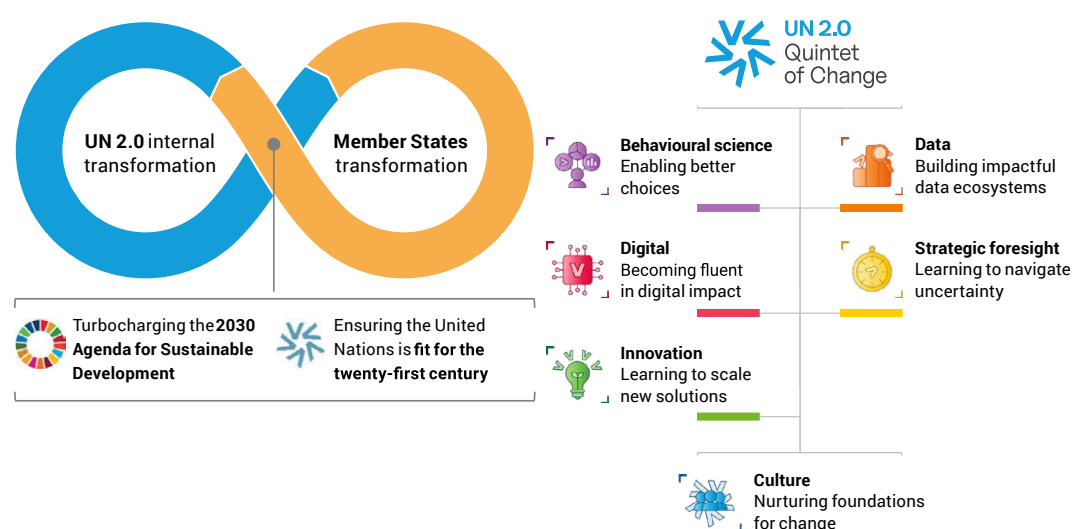 UN 2.0 internal
transformation
Member States
transformation
Turbocharging the 2030
Agenda for Sustainable
Development
Ensuring the United
Nations is fit for the
twenty-first century
UN 2.0
Quintet
of Change
Behavioural science
Enabling better
choices
Data
Building impactful
data ecosystems
Digital
Becoming fluent
in digital impact
Strategic foresight
Learning to navigate
uncertainty
Innovation
Learning to scale
new solutions
Culture
Nurturing foundations
for change